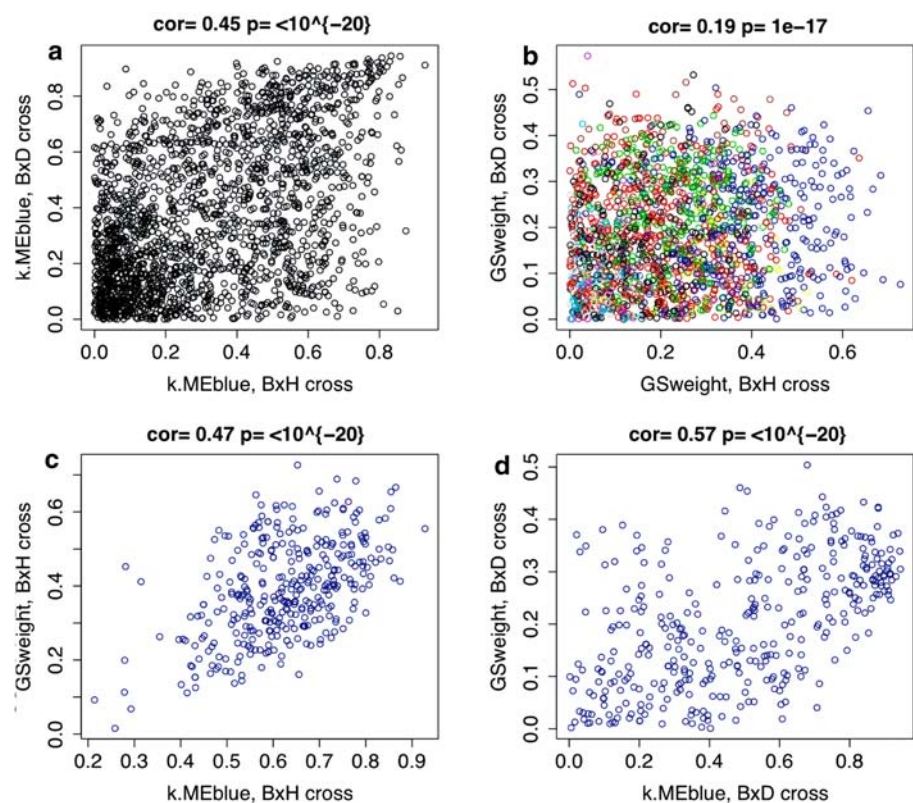 cor= 0.45 p= <10^{−20}
a
k.MEblue, BxD cross
0.0 0.2 0.4 0.6 0.8
0.0 0.2 0.4 0.6 0.8
k.MEblue, BxH cross
cor= 0.19 p= 1e−17
b
GSweight, BxD cross
0.0 0.1 0.2 0.3 0.4 0.5
0.0 0.2 0.4 0.6
GSweight, BxH cross
cor= 0.47 p= <10^{−20}
c
GSweight, BxH cross
0.0 0.2 0.4 0.6
0.2 0.3 0.4 0.5 0.6 0.7 0.8 0.9
k.MEblue, BxH cross
cor= 0.57 p= <10^{−20}
d
GSweight, BxD cross
0.0 0.1 0.2 0.3 0.4 0.5
0.0 0.2 0.4 0.6 0.8
k.MEblue, BxD cross